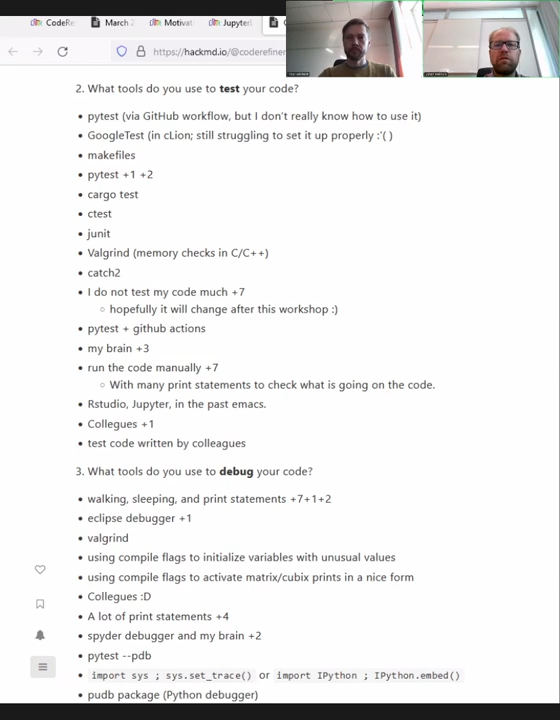 CodeRe
March 2
Motivat
JupyterL
https://hackmd.io/@coderefiner
2. What tools do you use to test your code?
• pytest (via GitHub workflow, but I don't really know how to use it)
• GoogleTest (in cLion; still struggling to set it up properly :'( )
• makefiles
• pytest +1 +2
• cargo test
• ctest
• junit
• Valgrind (memory checks in C/C++)
• catch2
• I do not test my code much +7
◦ hopefully it will change after this workshop :)
• pytest + github actions
• my brain +3
• run the code manually +7
◦ With many print statements to check what is going on the code.
• Rstudio, Jupyter, in the past emacs.
• Collegues +1
• test code written by colleagues
3. What tools do you use to debug your code?
• walking, sleeping, and print statements +7+1+2
• eclipse debugger +1
• valgrind
• using compile flags to initialize variables with unusual values
• using compile flags to activate matrix/cubix prints in a nice form
• Collegues :D
• A lot of print statements +4
• spyder debugger and my brain +2
• pytest --pdb
• import sys ; sys.set_trace() or import IPython ; IPython.embed()
• pudb package (Python debugger)